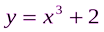 y = x³ + 2